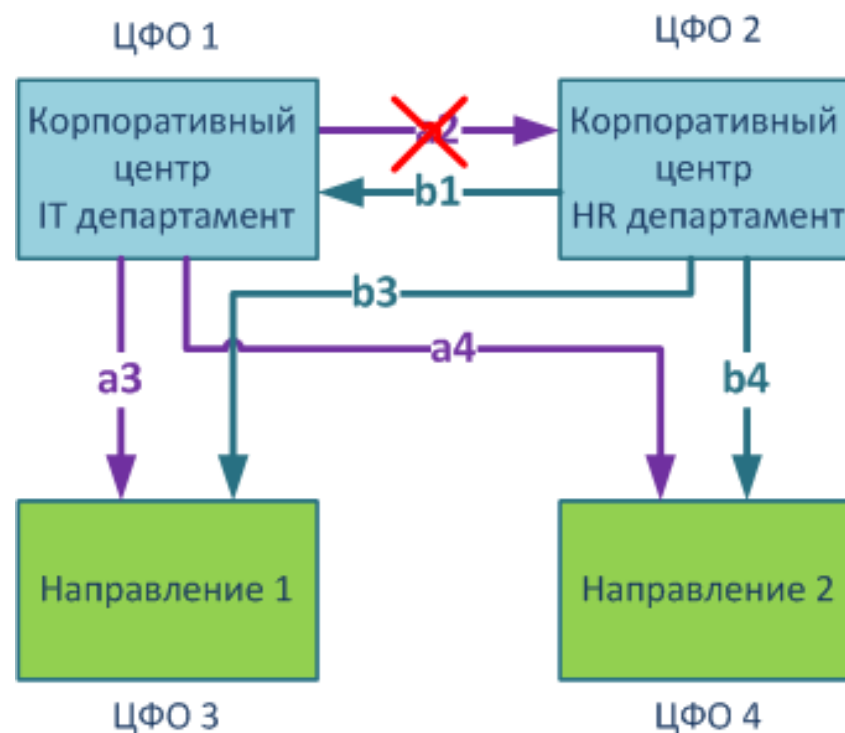 ЦФО 1
ЦФО 2
Корпоративный
центр
IT департамент
a2
b1
Корпоративный
центр
HR департамент
b3
a4
a3
b4
Направление 1
Направление 2
ЦФО 3
ЦФО 4